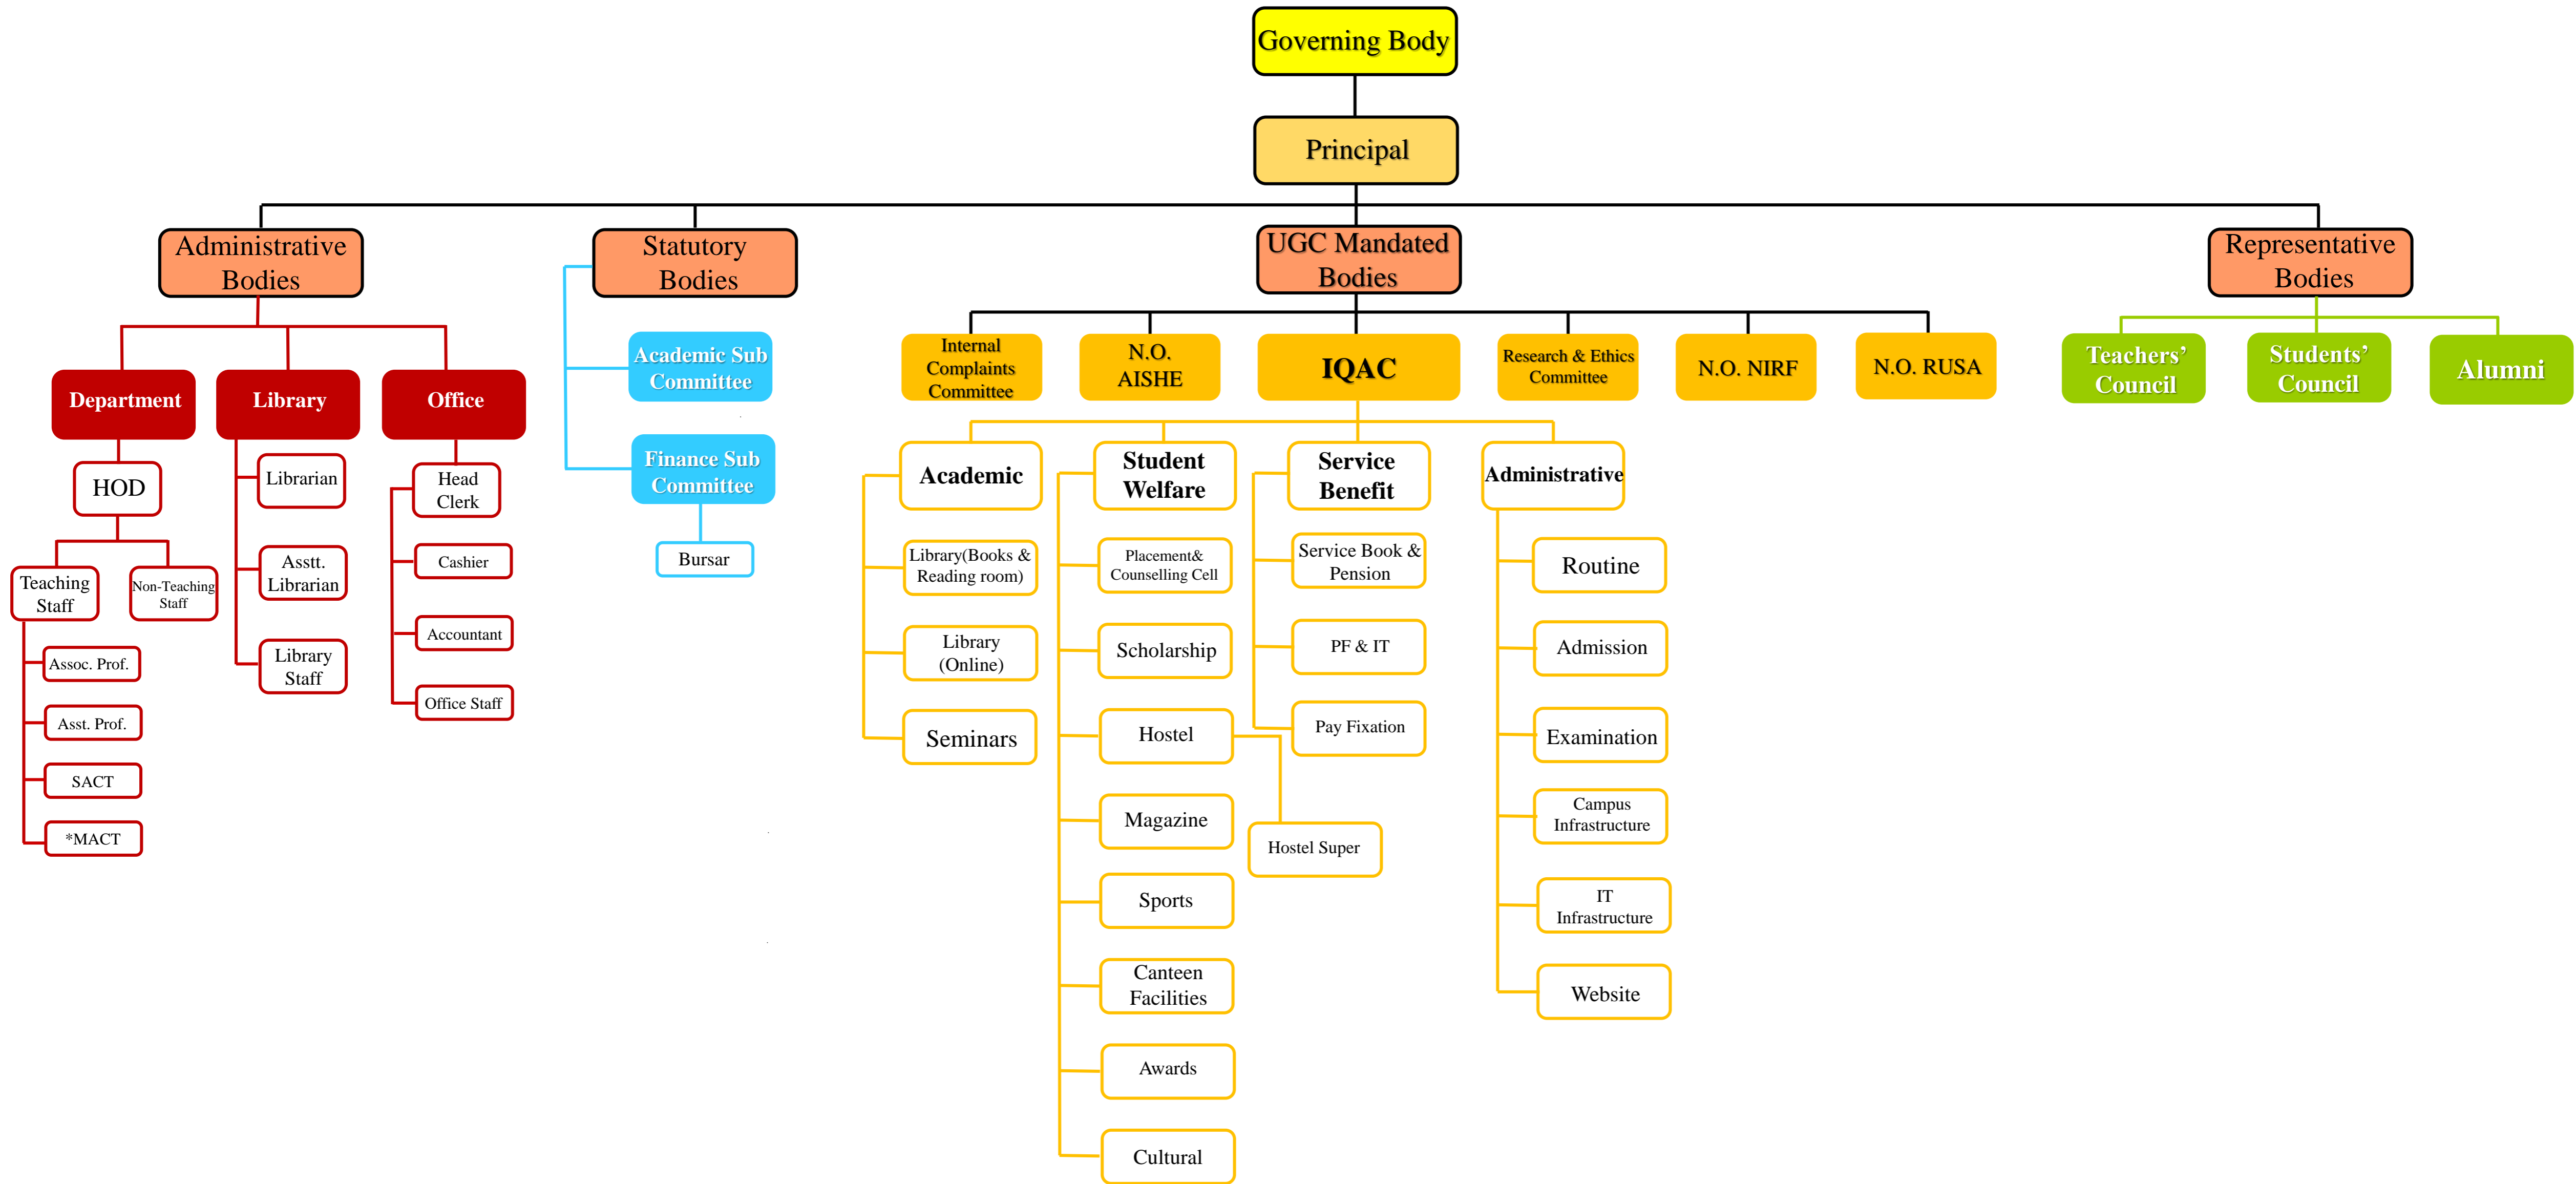 Governing Body
Principal
Administrative
Bodies
Statutory
Bodies
UGC Mandated
Bodies
Representative
Bodies
Department
Library
Office
HOD
Teaching
Staff
Non-Teaching
Staff
Assoc. Prof.
Asst. Prof.
SACT
*MACT
Librarian
Asstt.
Librarian
Library
Staff
Head
Clerk
Cashier
Accountant
Office Staff
Academic Sub
Committee
Finance Sub
Committee
Bursar
Internal
Complaints
Committee
N.O.
AISHE
IQAC
Research & Ethics
Committee
N.O. NIRF
N.O. RUSA
Academic
Library(Books &
Reading room)
Library
(Online)
Seminars
Student
Welfare
Placement&
Counselling Cell
Scholarship
Hostel
Hostel Super
Magazine
Sports
Canteen
Facilities
Awards
Cultural
Service
Benefit
Service Book &
Pension
PF & IT
Pay Fixation
Administrative
Routine
Admission
Examination
Campus
Infrastructure
IT
Infrastructure
Website
Teachers’
Council
Students’
Council
Alumni